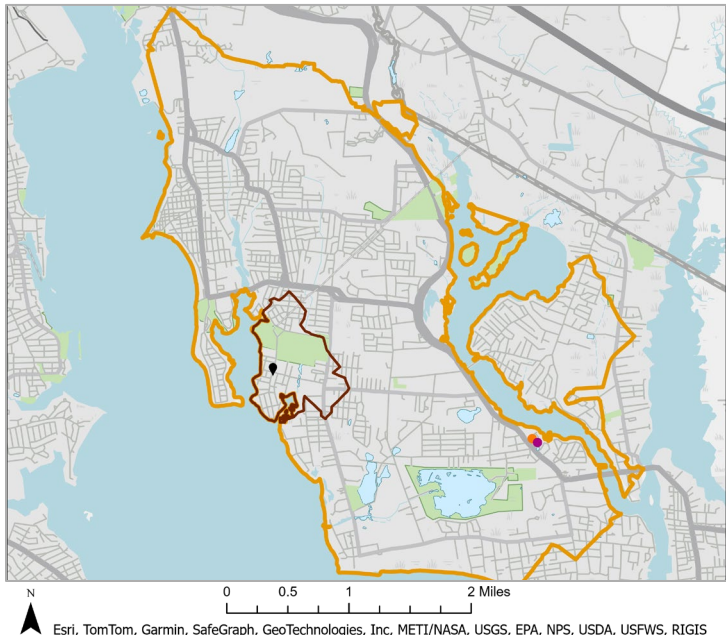 0 0.5 1 2 Miles
N
Esri, TomTom, Garmin, SafeGraph, GeoTechnologies, Inc, METI/NASA, USGS, EPA, NPS, USDA, USFWS, RIGIS